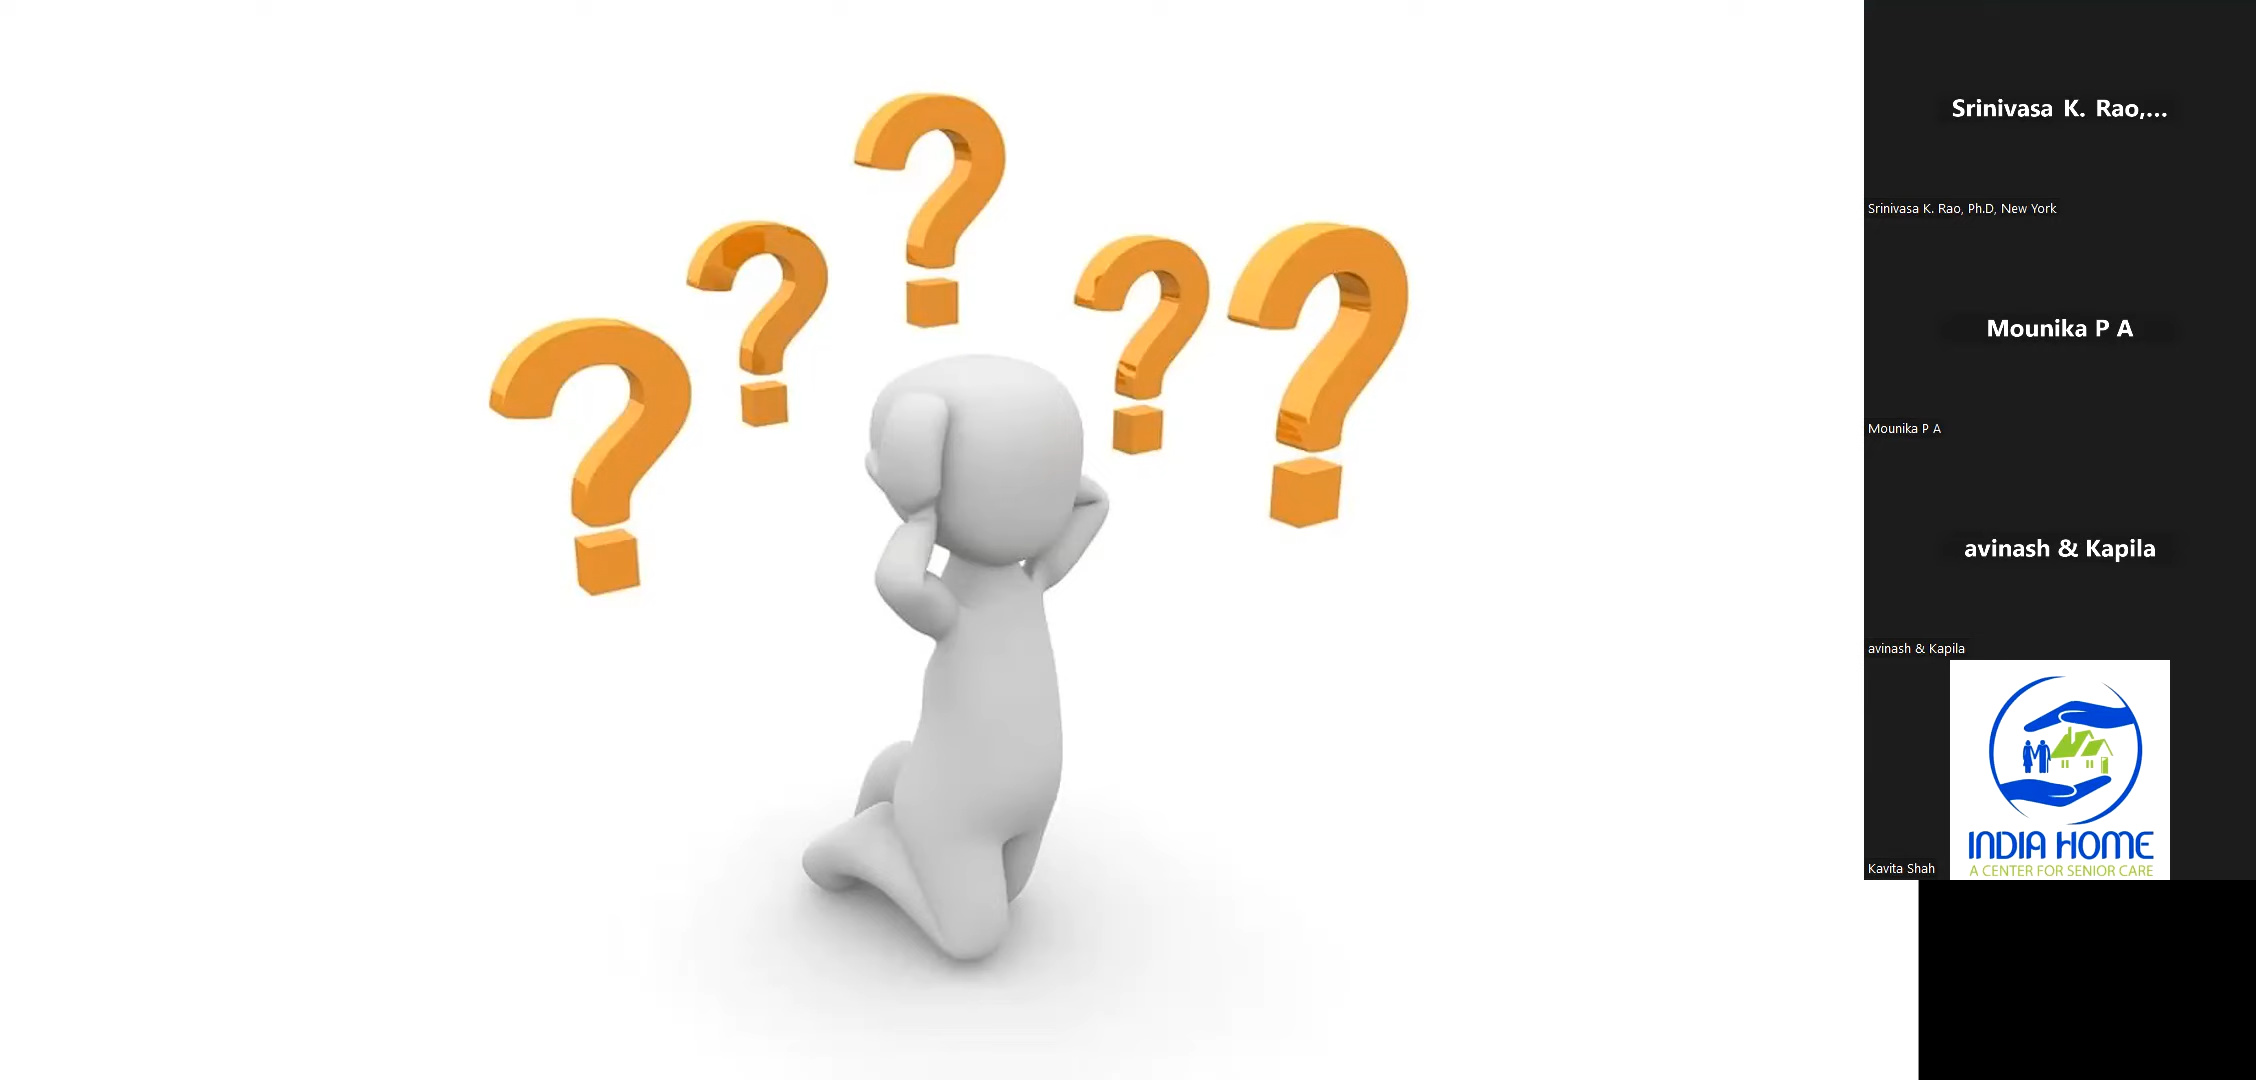 Srinivasa K. Rao,...
Srinivasa K. Rao, Ph.D, New York
Mounika P A
Mounika P A
avinash & Kapila
avinash & Kapila
INDIA HOME
A CENTER FOR SENIOR CARE
Kavita Shah